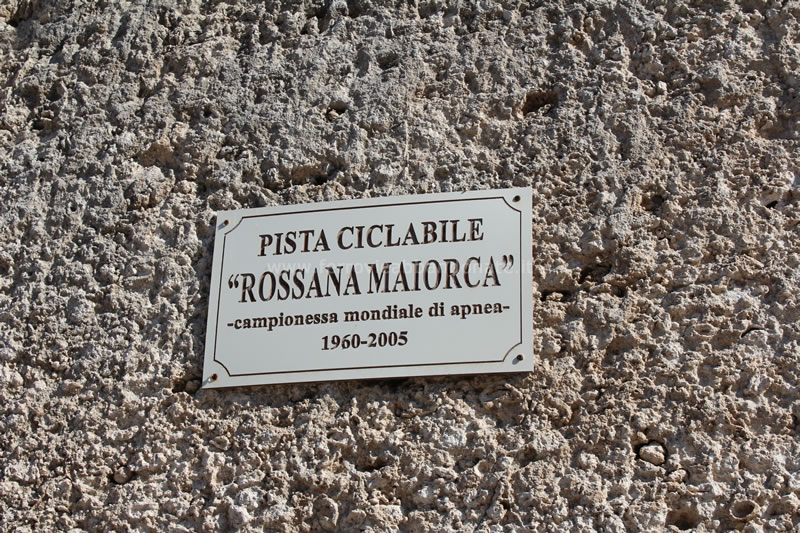 PISTA CICLABILE
“ROSSANA MAIORCA”
-campionessa mondiale di apnea-
1960-2005